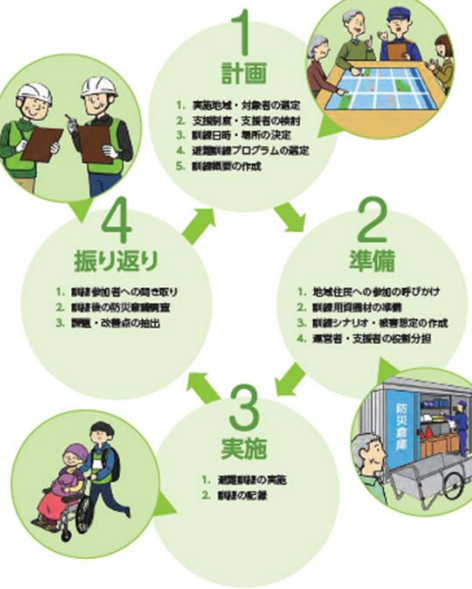 1
計画
1. 実施地域・対象者の選定
2. 支援制度・支援者の検討
3. 訓練日時・場所の決定
4. 避難訓練プログラムの選定
5. 訓練概要の作成
2
準備
1. 地域住民への参加の呼びかけ
2. 訓練用資機材の準備
3. 訓練シナリオ・被害想定の作成
4. 運営者・支援者の役割分担
防災倉庫
3
実施
1. 避難訓練の実施
2. 訓練の記録
4
振り返り
1. 訓練参加者への聞き取り
2. 訓練後の防災意識調査
3. 課題・改善点の抽出